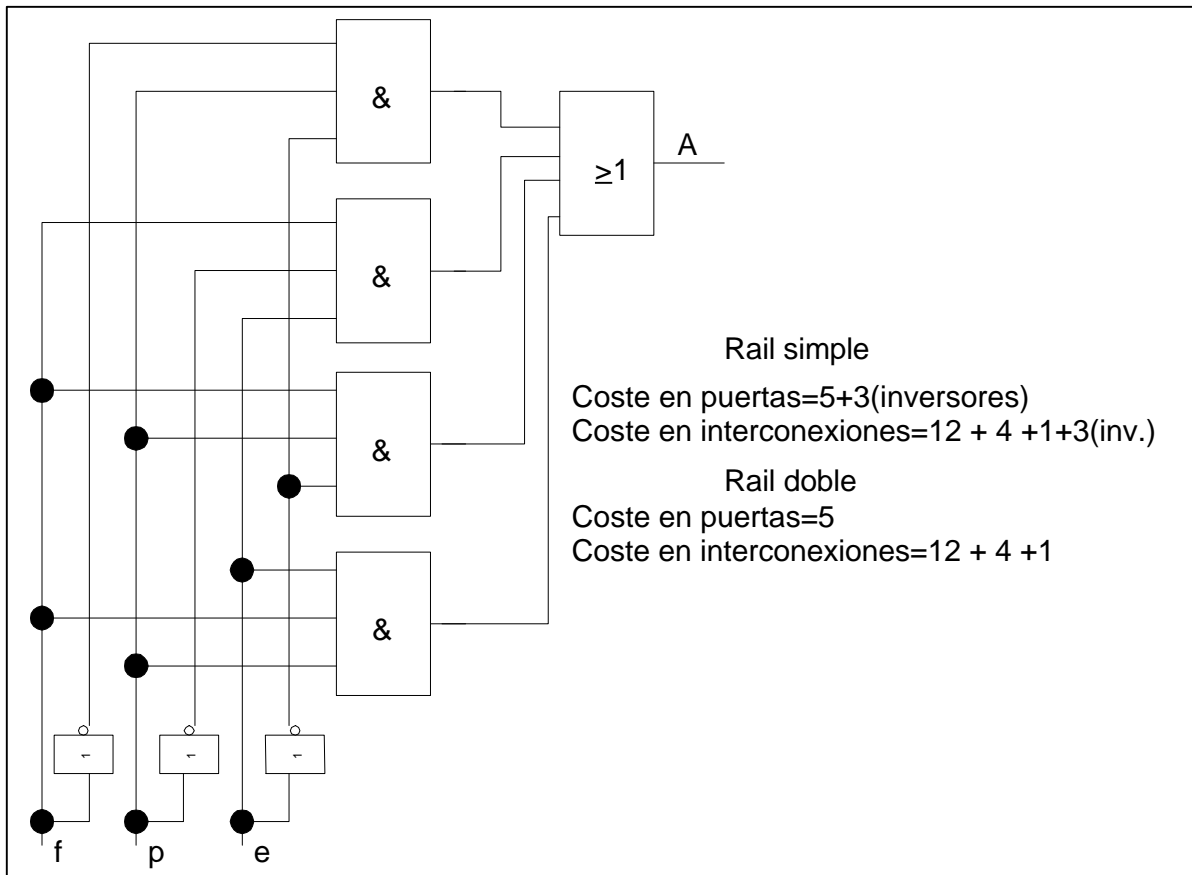 &
A
≥1
&
Rail simple
Coste en puertas=5+3(inversores)
&
Coste en interconexiones=12 + 4 +1+3(inv.)
Rail doble
Coste en puertas=5
Coste en interconexiones=12 + 4 +1
&
1 1 1
f p e